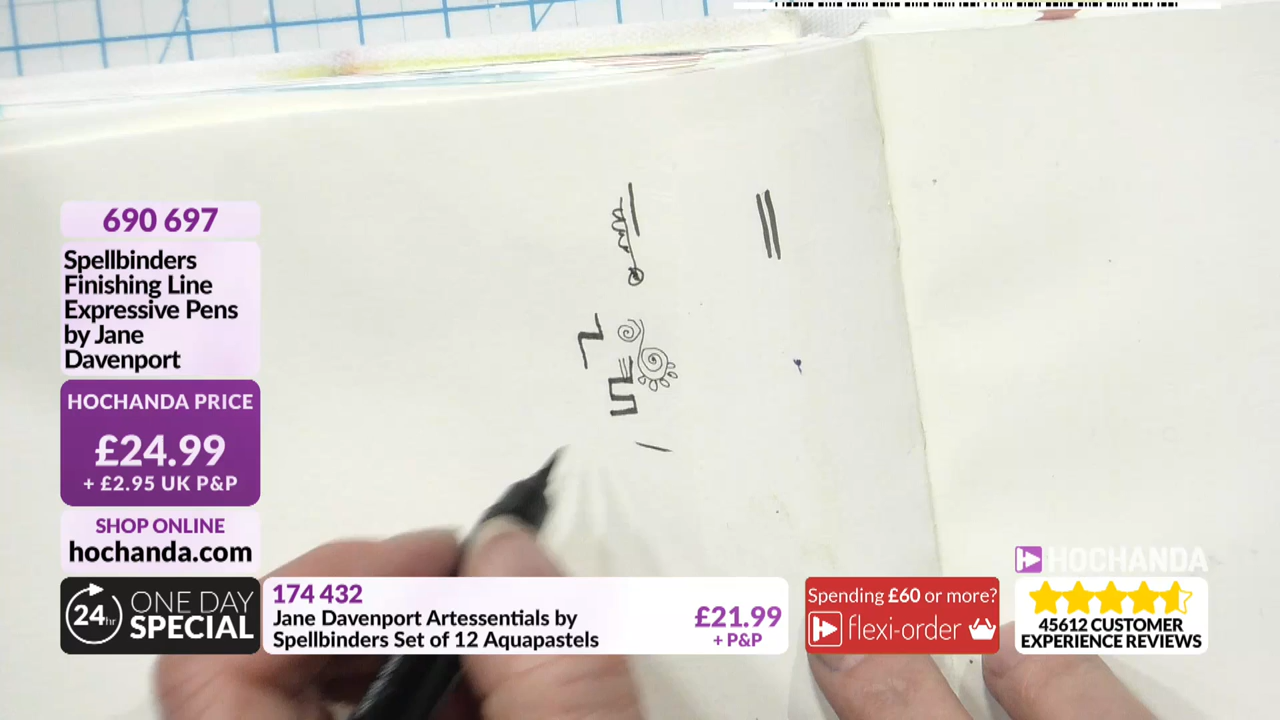 690 697
Spellbinders
Finishing Line
Expressive Pens
by Jane
Davenport
HOCHANDA PRICE
£24.99
+ £2.95 UK P&P
SHOP ONLINE
hochanda.com
24hr ONE DAY
SPECIAL
174 432
Jane Davenport Artessentials by
Spellbinders Set of 12 Aquapastels
£21.99
+ P&P
Spending £60 or more?
flexi-order
HOCHANDA
45612 CUSTOMER
EXPERIENCE REVIEWS